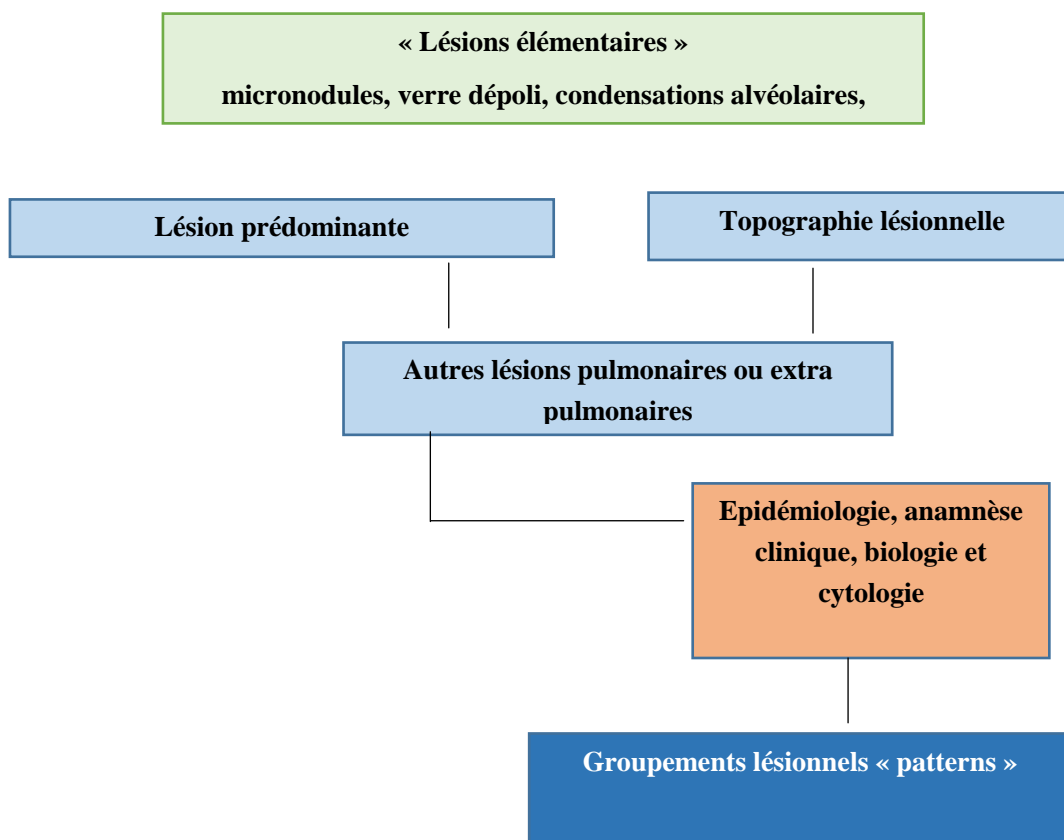 « Lésions élémentaires »
micronodules, verre dépoli, condensations alvéolaires,
Lésion prédominante
Topographie lésionnelle
Autres lésions pulmonaires ou extra
pulmonaires
Epidémiologie, anamnèse
clinique, biologie et
cytologie
Groupements lésionnels « patterns »